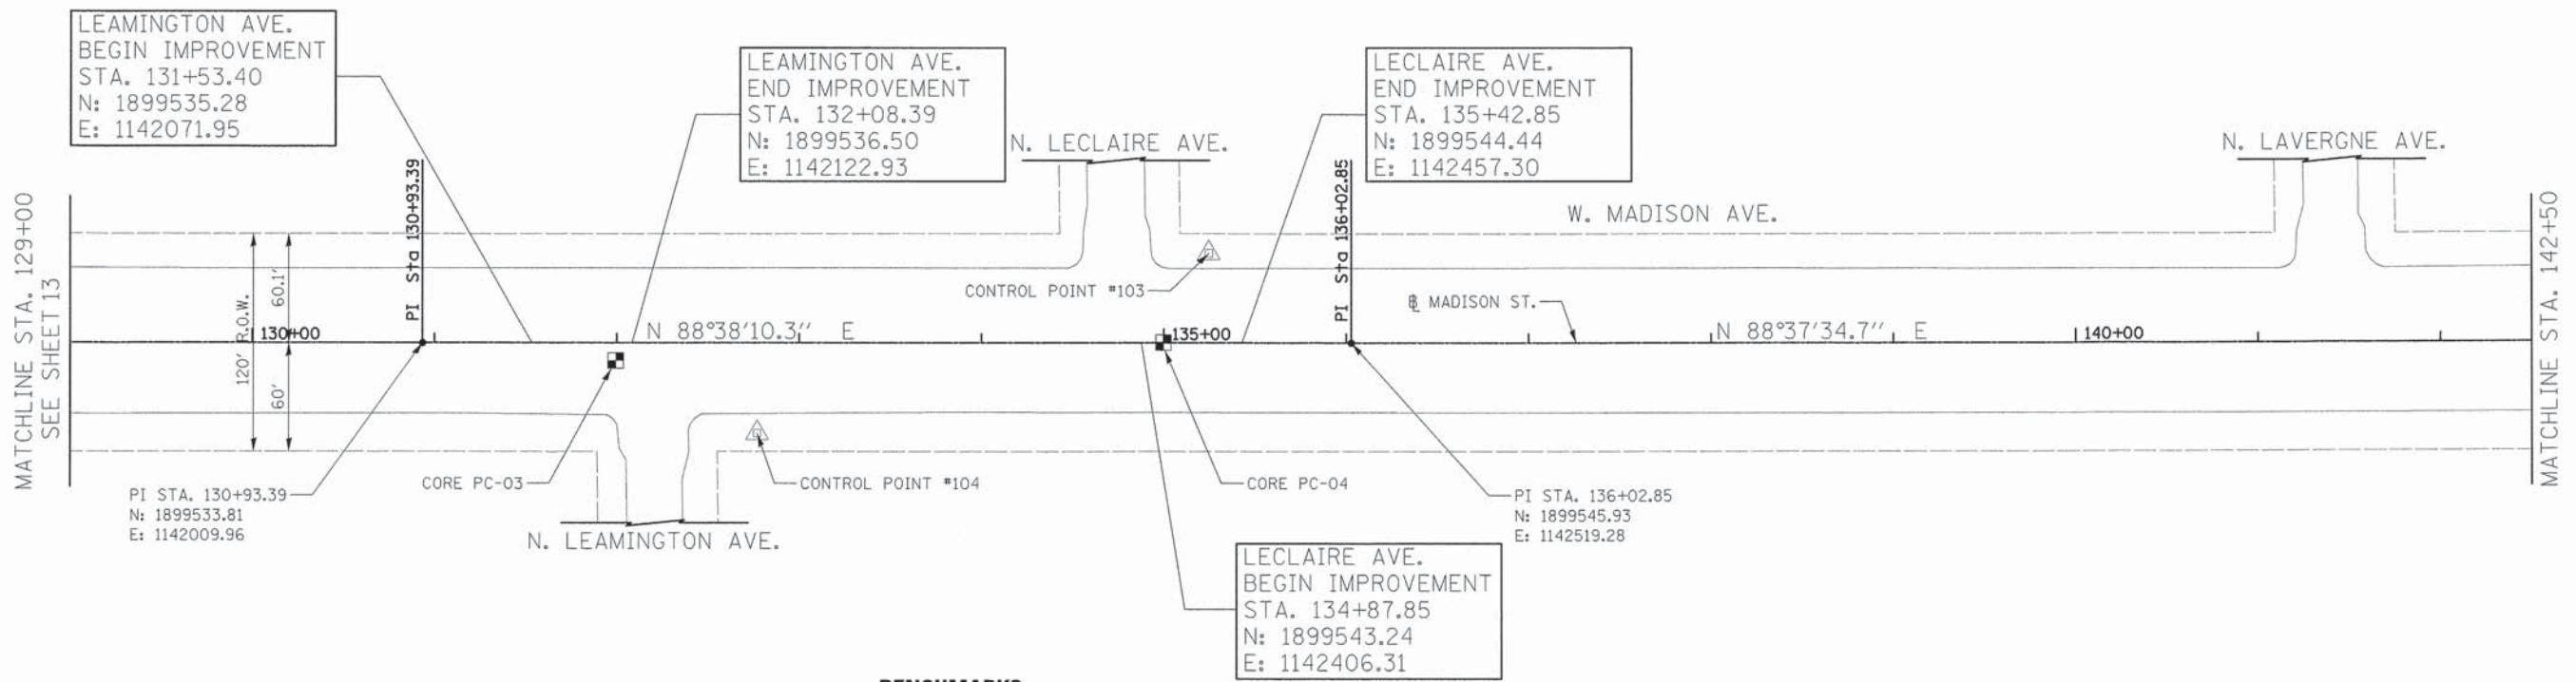 LEAMINGTON AVE.
BEGIN IMPROVEMENT
STA. 131+53.40
N: 1899535.28
E: 1142071.95
LEAMINGTON AVE.
END IMPROVEMENT
STA. 132+08.39
N: 1899536.50
E: 1142122.93
LECLAIRE AVE.
END IMPROVEMENT
STA. 135+42.85
N: 1899544.44
E: 1142457.30
N. LECLAIRE AVE.
N. LAVERGNE AVE.
W. MADISON AVE.
MATCHLINE STA. 129+00
SEE SHEET 13
120' R.O.W.
60.1'
60'
PI Sta 130+93.39
PI Sta 136+02.85
CONTROL POINT #103
℄ MADISON ST.
130+00
N 88°38'10.3" E
135+00
N 88°37'34.7" E
140+00
MATCHLINE STA. 142+50
CORE PC-03
CONTROL POINT #104
CORE PC-04
PI STA. 130+93.39
N: 1899533.81
E: 1142009.96
N. LEAMINGTON AVE.
PI STA. 136+02.85
N: 1899545.93
E: 1142519.28
LECLAIRE AVE.
BEGIN IMPROVEMENT
STA. 134+87.85
N: 1899543.24
E: 1142406.31
BENCHMARKS